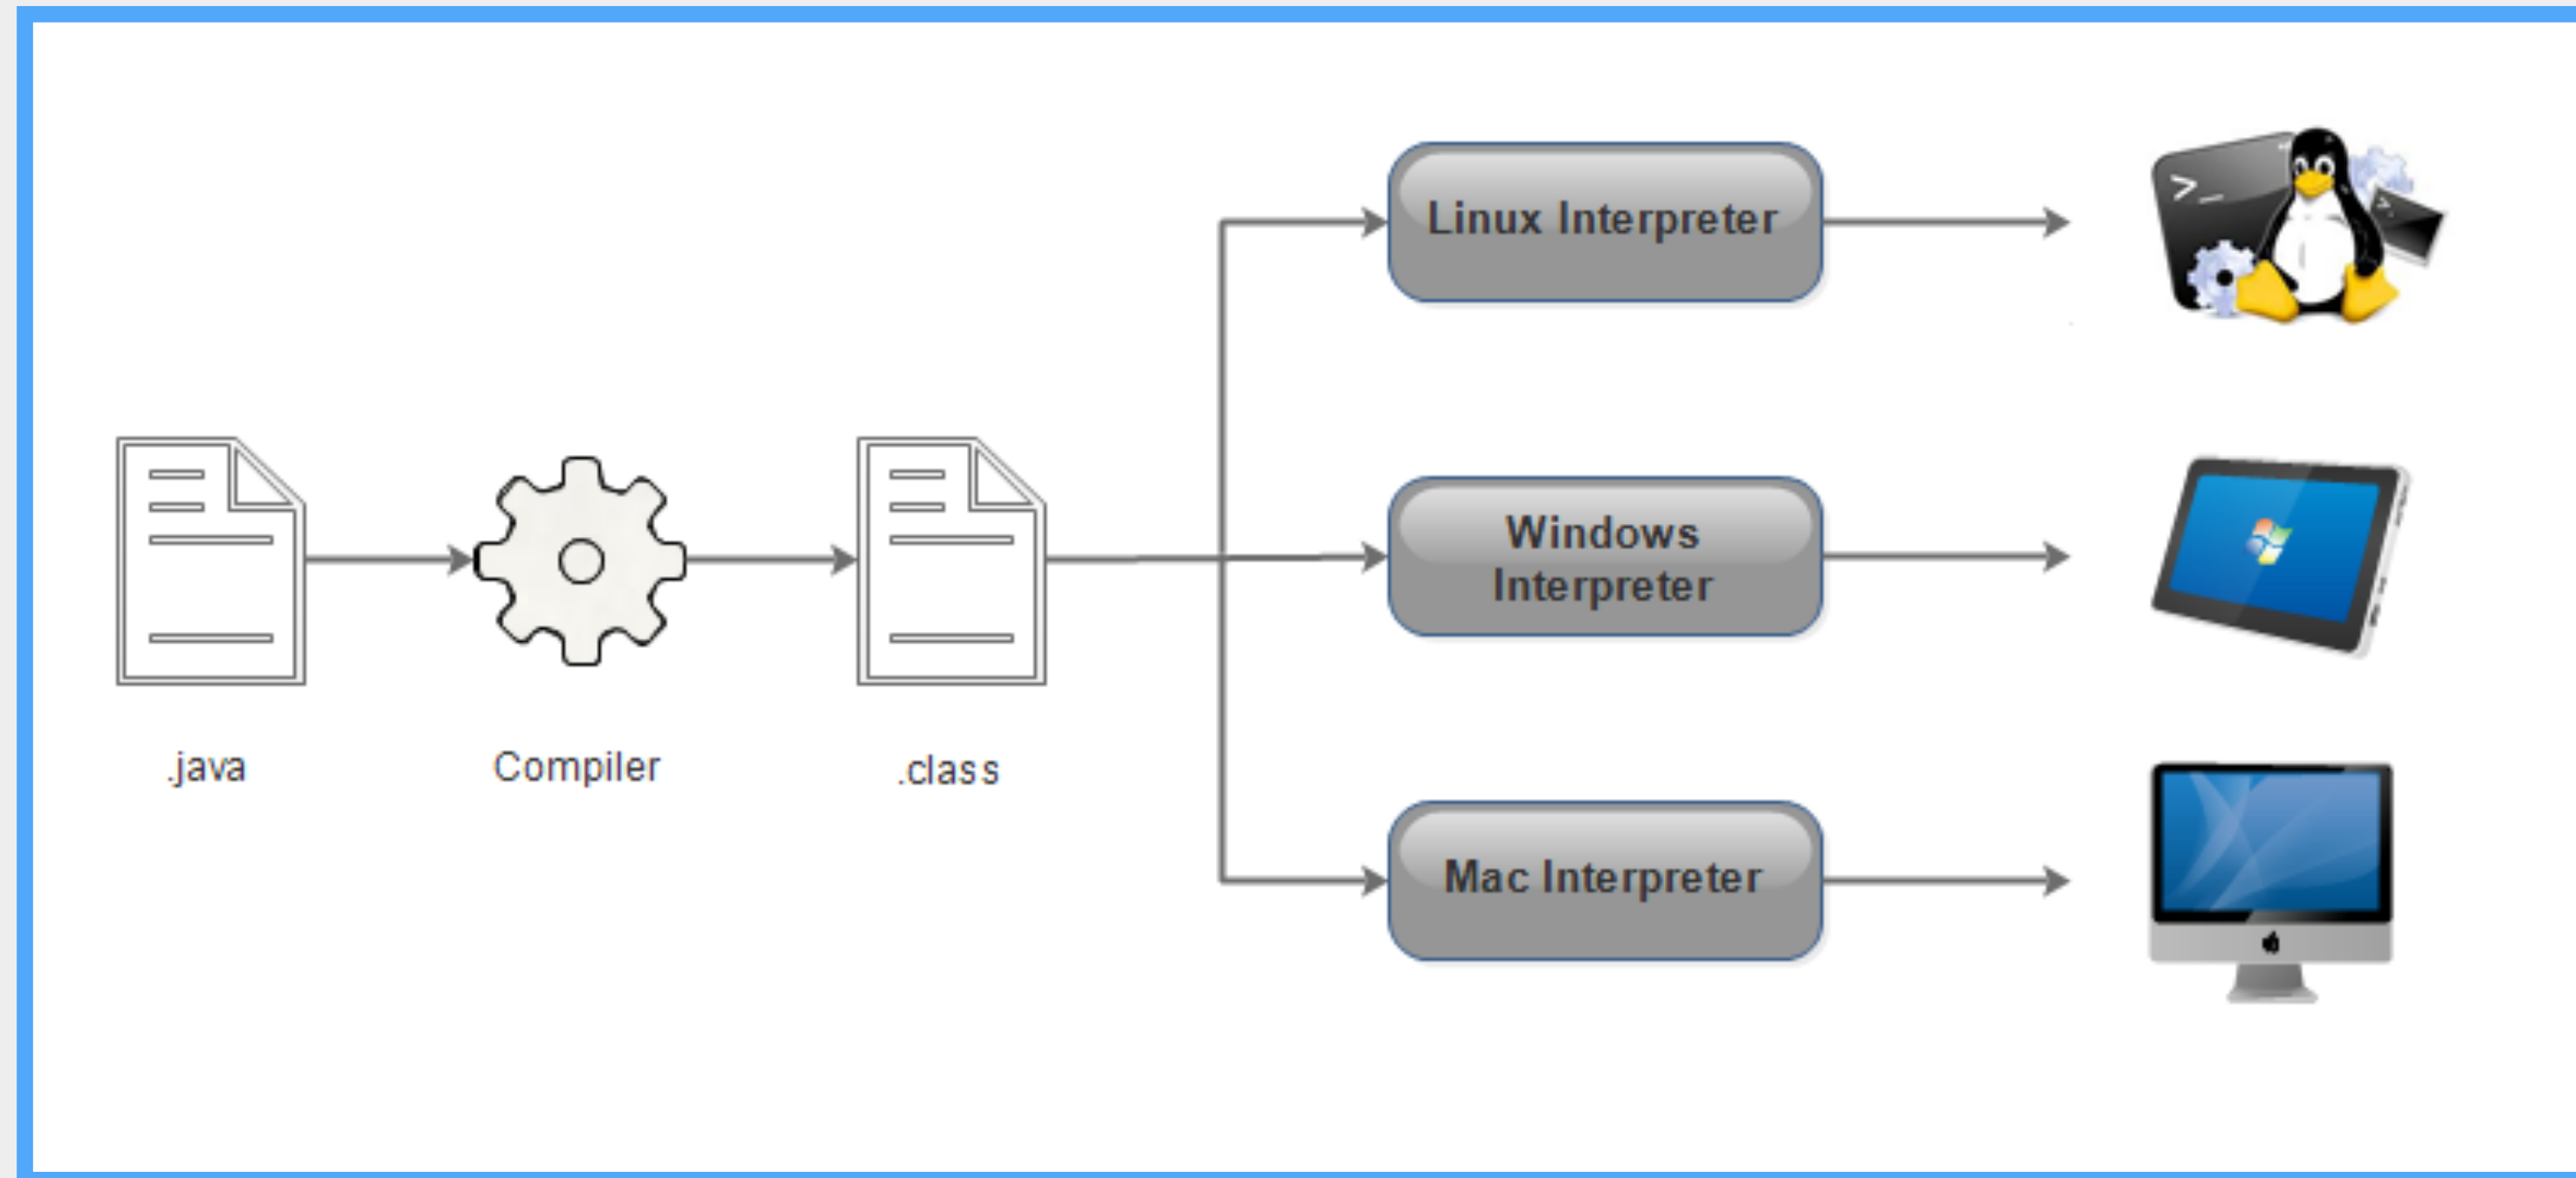 Linux Interpreter
Windows
Interpreter
.java
Compiler
.class
Mac Interpreter
>_
>_